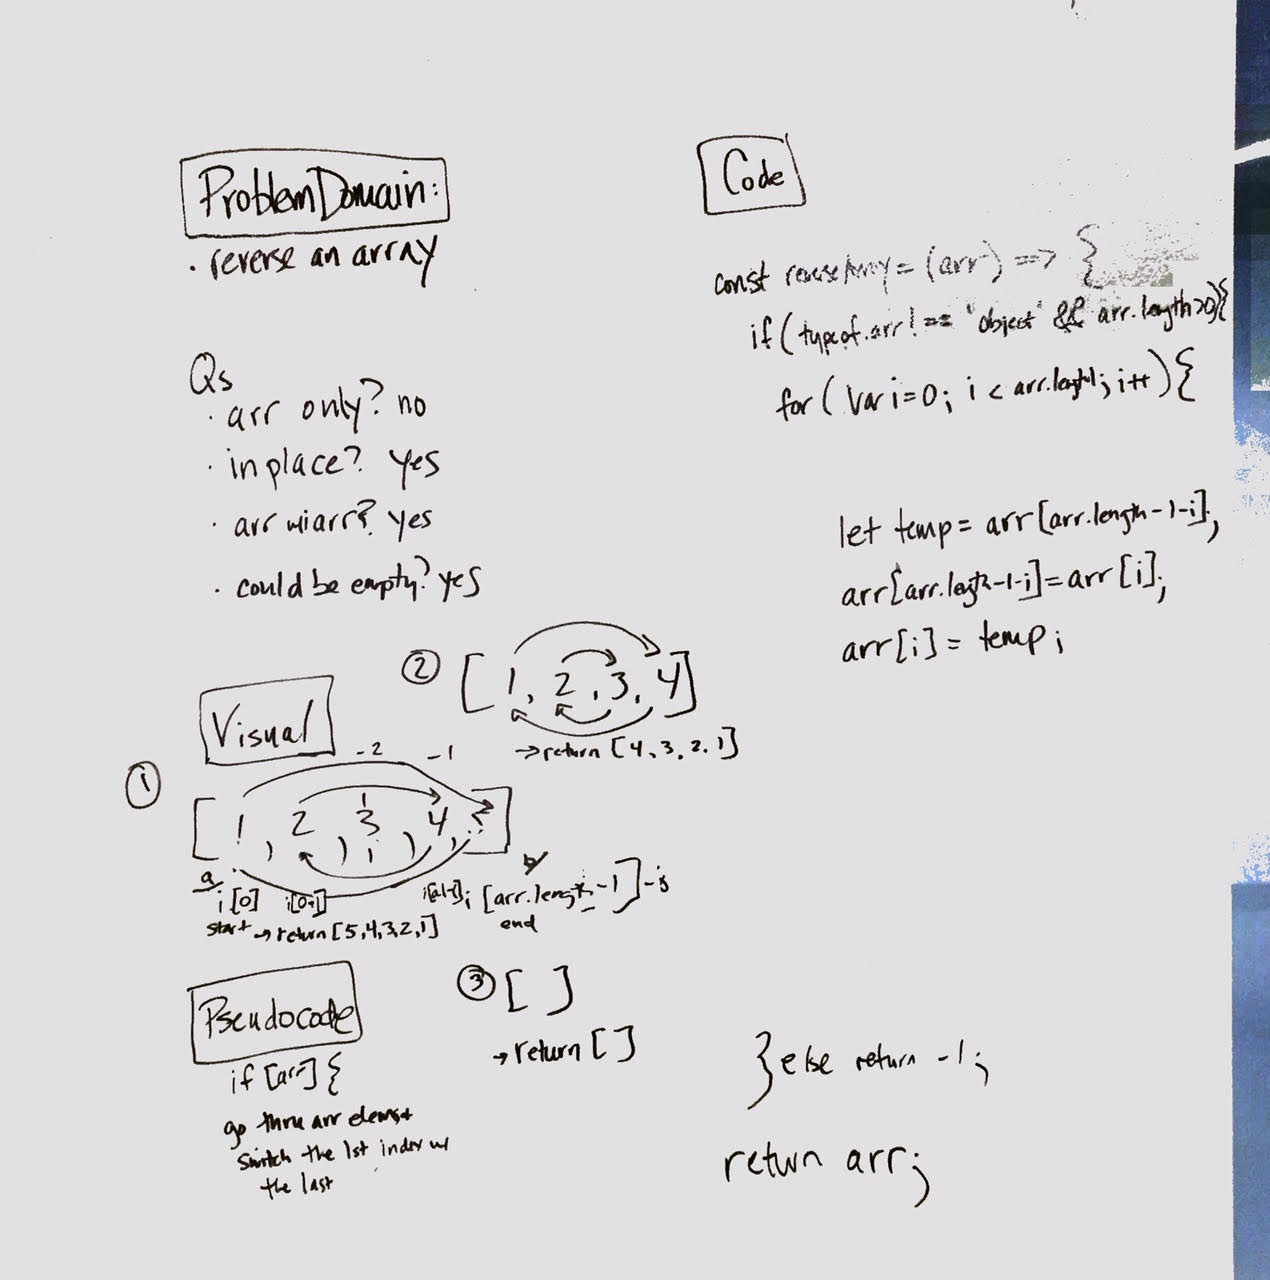 Problem Domain:
· reverse an array
Qs
· arr only? no
· in place? yes
· arr w/arr? yes
· could be empty? yes
Visual
② [1, 2, 3, 4]
→ return [4, 3, 2, 1]
-2 -1
① [1, 2, 3, 4, 5]
a b
i[0] i[0+1] i [arr.length-1]-i
start end
→ return [5,4,3,2,1]
③ [ ]
→ return [ ]
Pseudocode
if [arr] {
go thru arr elems +
switch the 1st index w/
the last
Code
const reverseArray = (arr) => {
if (typeof.arr !== "object" && arr.length>0){
for (var i=0; i < arr.length; i++) {
let temp = arr[arr.length-1-i];
arr[arr.length-1-i]=arr[i];
arr[i] = temp;
} else return -1;
return arr;